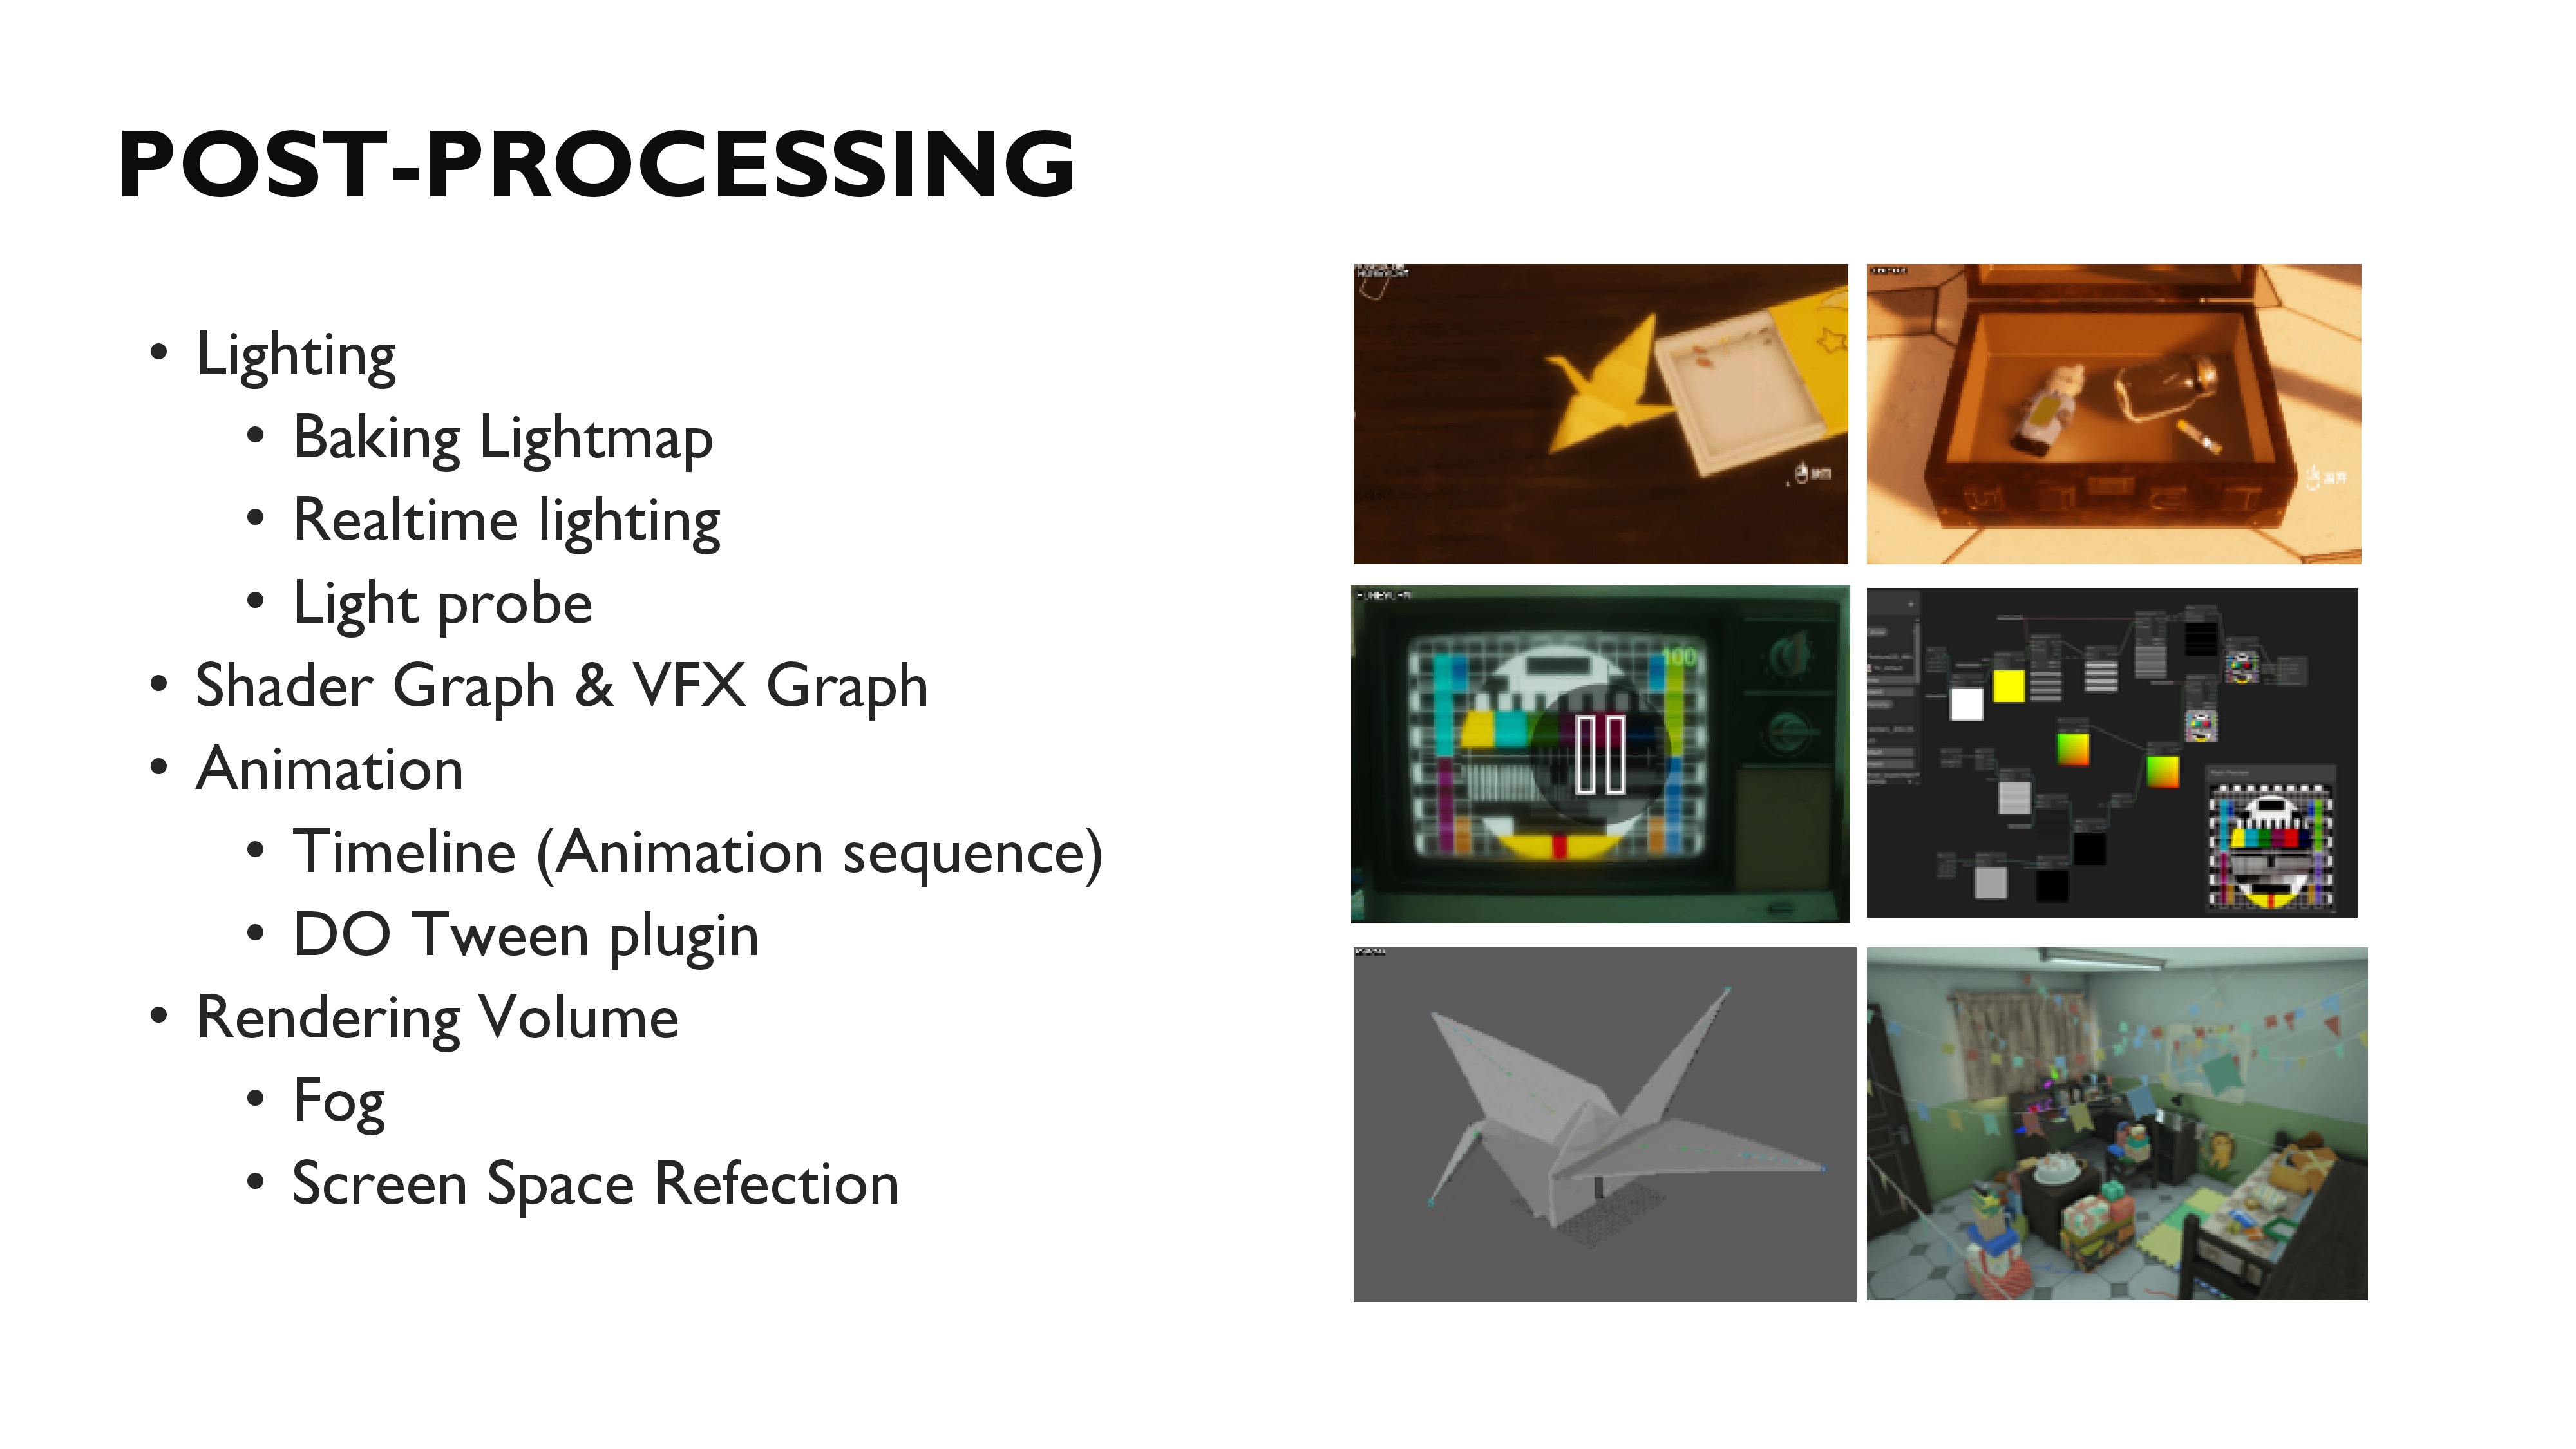 POST-PROCESSING
• Lighting
• Baking Lightmap
• Realtime lighting
• Light probe
• Shader Graph & VFX Graph
• Animation
• Timeline (Animation sequence)
• DO Tween plugin
• Rendering Volume
• Fog
• Screen Space Refection
100